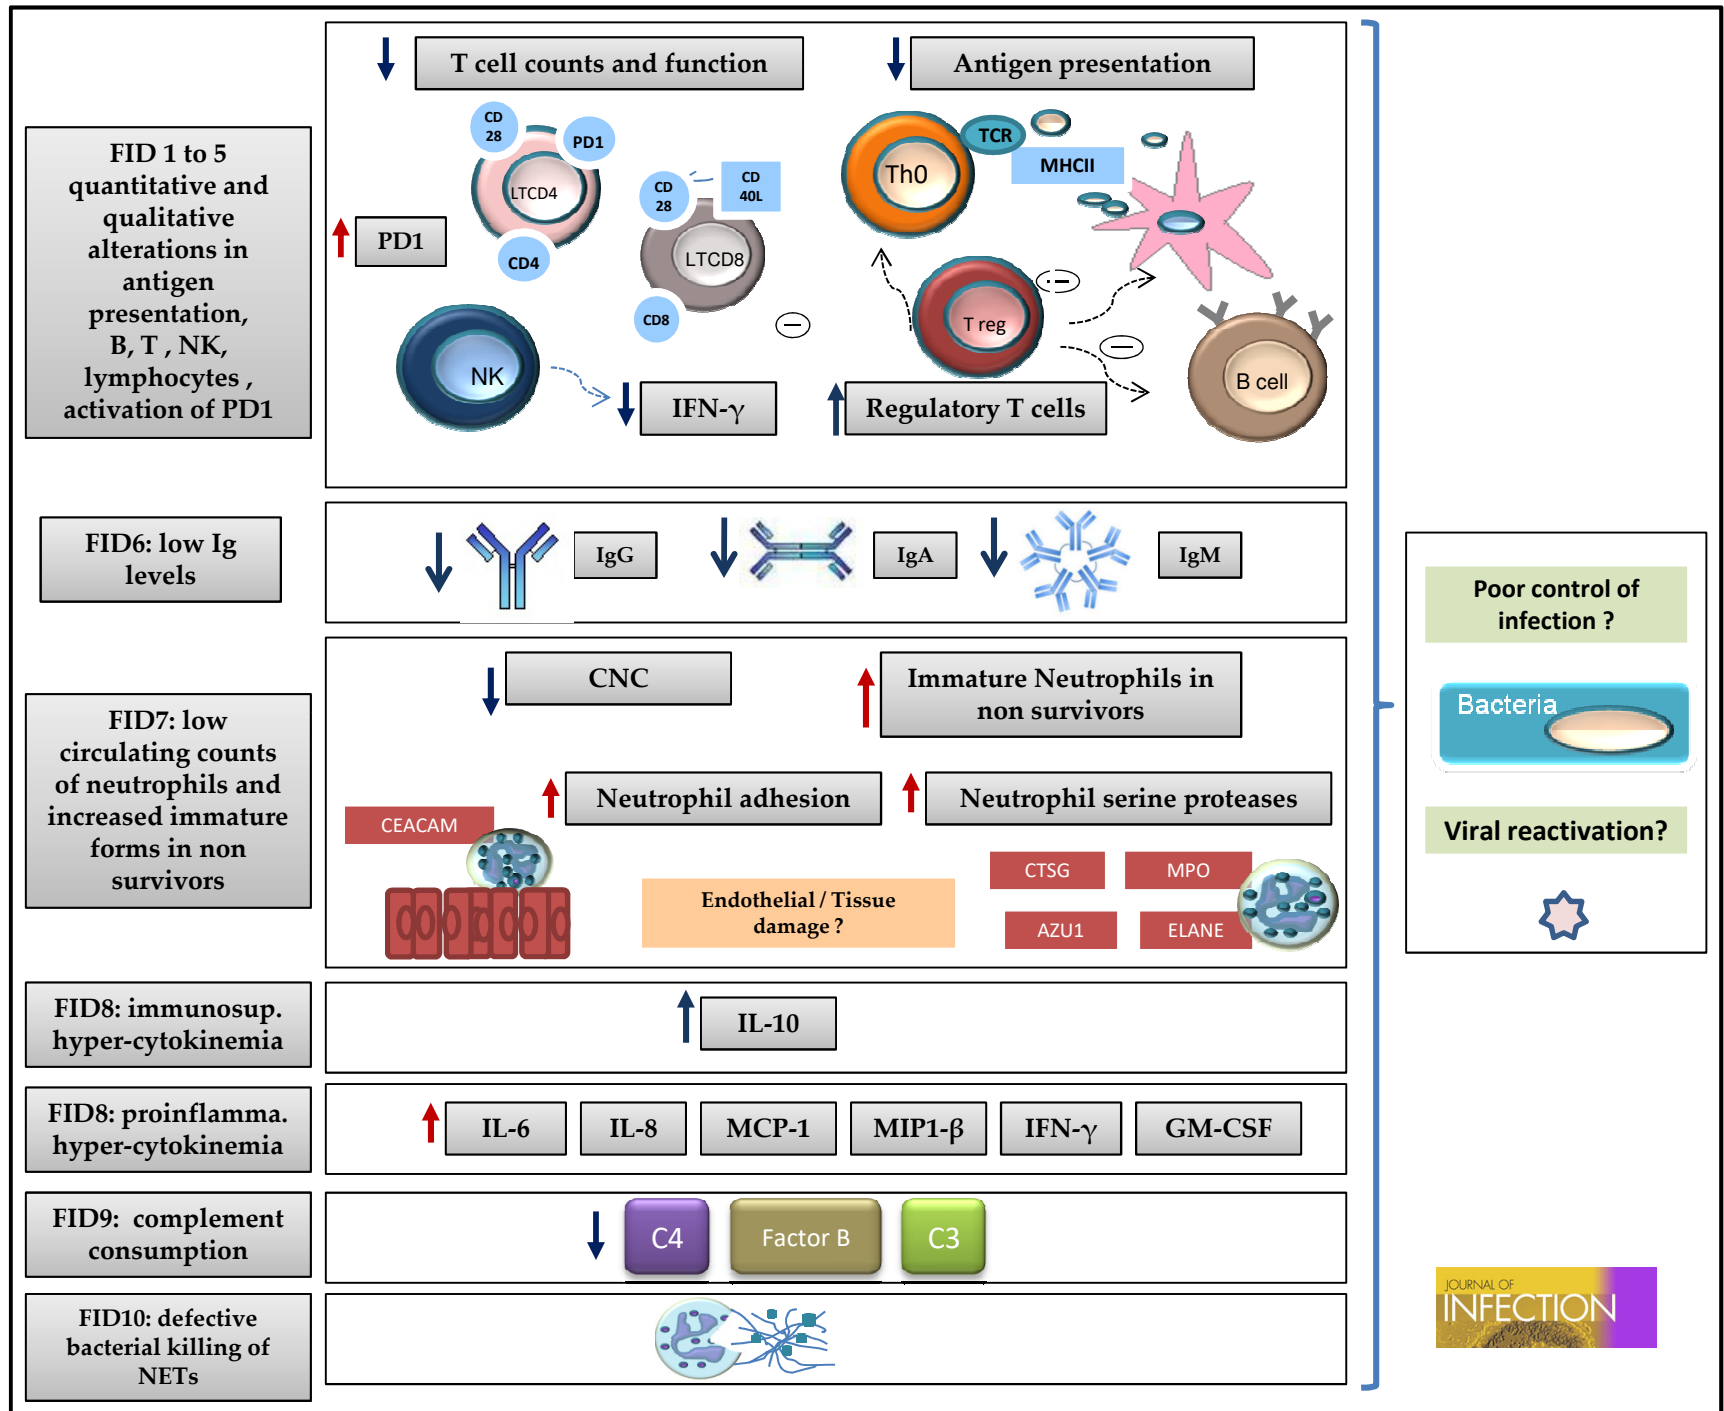 T cell counts and function
Antigen presentation
FID 1 to 5
quantitative and
qualitative
alterations in
antigen
presentation,
B, T , NK,
lymphocytes ,
activation of PD1
CD
28
PD1
LTCD4
CD4
PD1
CD
28
CD
40L
LTCD8
CD8
NK
IFN-γ
TCR
MHCII
Th0
T reg
B cell
Regulatory T cells
FID6: low Ig
levels
IgG
IgA
IgM
FID7: low
circulating counts
of neutrophils and
increased immature
forms in non
survivors
CNC
Immature Neutrophils in
non survivors
Neutrophil adhesion
Neutrophil serine proteases
CEACAM
Endothelial / Tissue
damage ?
CTSG
MPO
AZU1
ELANE
FID8: immunosup.
hyper-cytokinemia
IL-10
FID8: proinflamma.
hyper-cytokinemia
IL-6
IL-8
MCP-1
MIP1-β
IFN-γ
GM-CSF
FID9: complement
consumption
C4
Factor B
C3
FID10: defective
bacterial killing of
NETs
Poor control of
infection ?
Bacteria
Viral reactivation?
JOURNAL OF
INFECTION